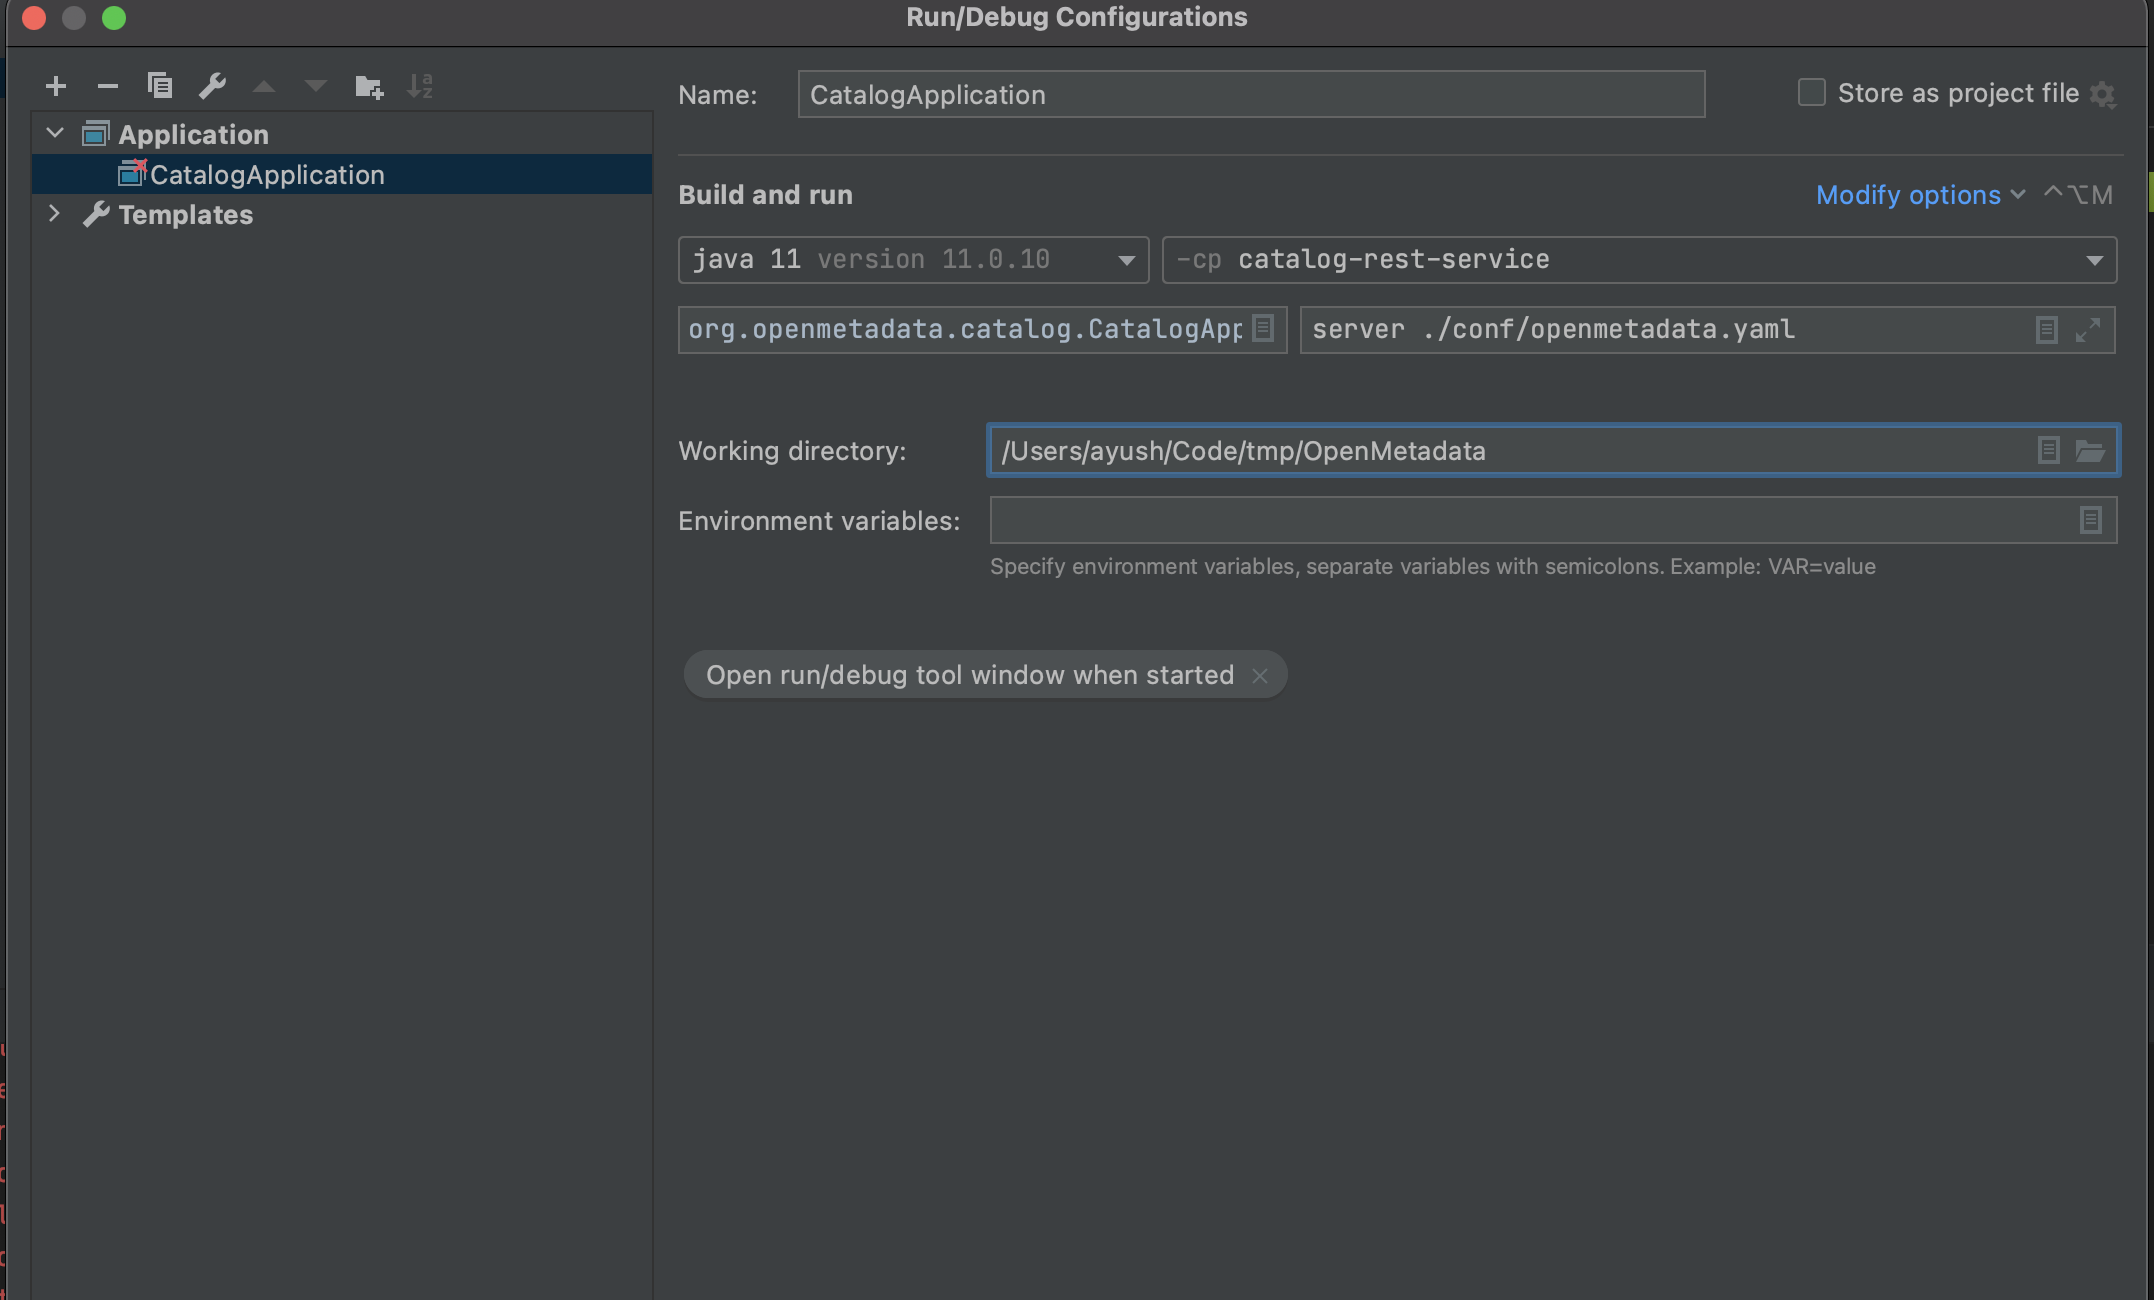 Run/Debug Configurations
Application
CatalogApplication
Templates
Name: CatalogApplication
Store as project file
Build and run
Modify options ⌃⌥M
java 11 version 11.0.10
-cp catalog-rest-service
org.openmetadata.catalog.CatalogApp
server ./conf/openmetadata.yaml
Working directory: /Users/ayush/Code/tmp/OpenMetadata
Environment variables:
Specify environment variables, separate variables with semicolons. Example: VAR=value
Open run/debug tool window when started